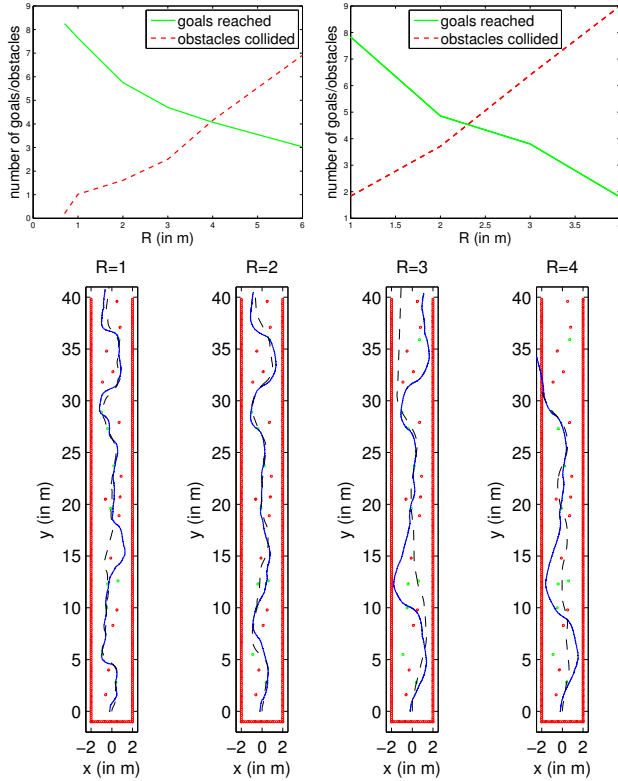 9
8
7
6
5
4
3
2
1
0
0 1 2 3 4 5 6
number of goals/obstacles
R (in m)
goals reached
obstacles collided
9
8
7
6
5
4
3
2
1
1 1.5 2 2.5 3 3.5 4
number of goals/obstacles
R (in m)
goals reached
obstacles collided
R=1
40
35
30
25
20
15
10
5
0
y (in m)
−2 0 2
x (in m)
R=2
40
35
30
25
20
15
10
5
0
y (in m)
−2 0 2
x (in m)
R=3
40
35
30
25
20
15
10
5
0
y (in m)
−2 0 2
x (in m)
R=4
40
35
30
25
20
15
10
5
0
y (in m)
−2 0 2
x (in m)